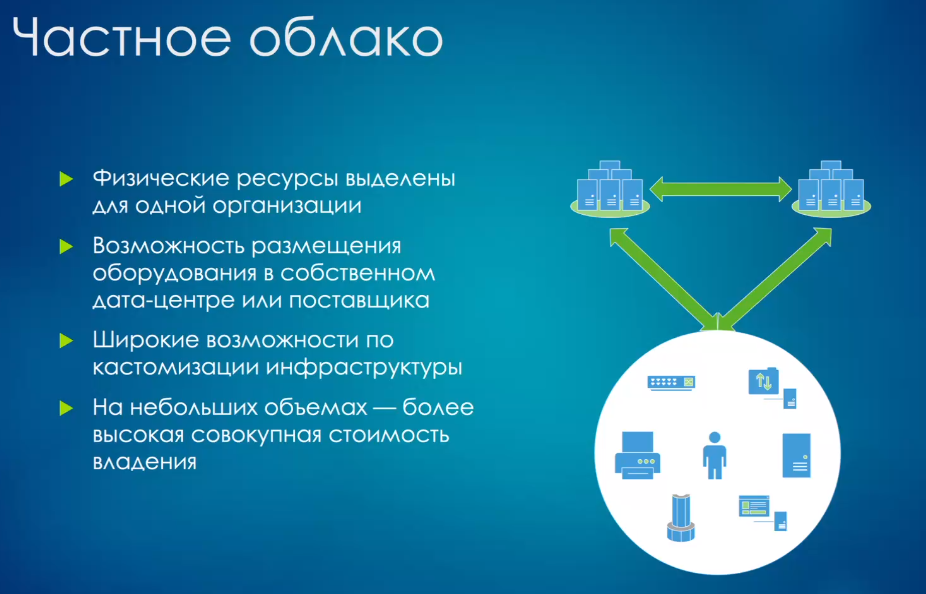 Частное облако
Физические ресурсы выделены
для одной организации
Возможность размещения
оборудования в собственном
дата-центре или поставщика
Широкие возможности по
кастомизации инфраструктуры
На небольших объемах — более
высокая совокупная стоимость
владения